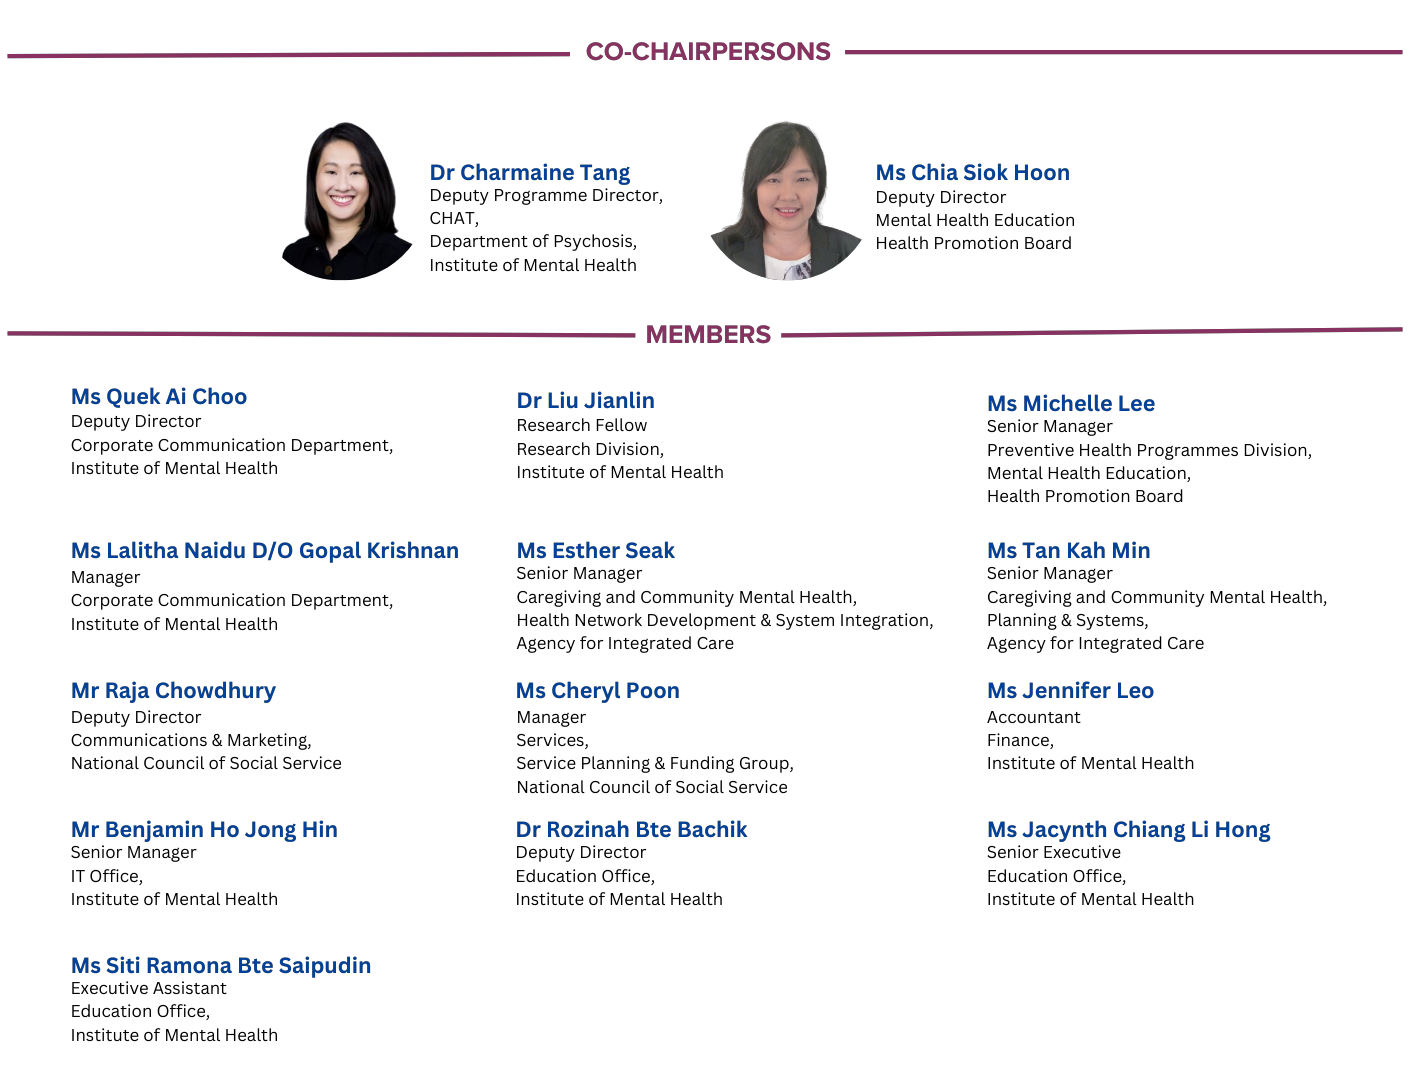 CO-CHAIRPERSONS
Dr Charmaine Tang
Deputy Programme Director,
CHAT,
Department of Psychosis,
Institute of Mental Health
Ms Chia Siok Hoon
Deputy Director
Mental Health Education
Health Promotion Board
MEMBERS
Ms Quek Ai Choo
Deputy Director
Corporate Communication Department,
Institute of Mental Health
Dr Liu Jianlin
Research Fellow
Research Division,
Institute of Mental Health
Ms Michelle Lee
Senior Manager
Preventive Health Programmes Division,
Mental Health Education,
Health Promotion Board
Ms Lalitha Naidu D/O Gopal Krishnan
Manager
Corporate Communication Department,
Institute of Mental Health
Ms Esther Seak
Senior Manager
Caregiving and Community Mental Health,
Health Network Development & System Integration,
Agency for Integrated Care
Ms Tan Kah Min
Senior Manager
Caregiving and Community Mental Health,
Planning & Systems,
Agency for Integrated Care
Mr Raja Chowdhury
Deputy Director
Communications & Marketing,
National Council of Social Service
Ms Cheryl Poon
Manager
Services,
Service Planning & Funding Group,
National Council of Social Service
Ms Jennifer Leo
Accountant
Finance,
Institute of Mental Health
Mr Benjamin Ho Jong Hin
Senior Manager
IT Office,
Institute of Mental Health
Dr Rozinah Bte Bachik
Deputy Director
Education Office,
Institute of Mental Health
Ms Jacynth Chiang Li Hong
Senior Executive
Education Office,
Institute of Mental Health
Ms Siti Ramona Bte Saipudin
Executive Assistant
Education Office,
Institute of Mental Health